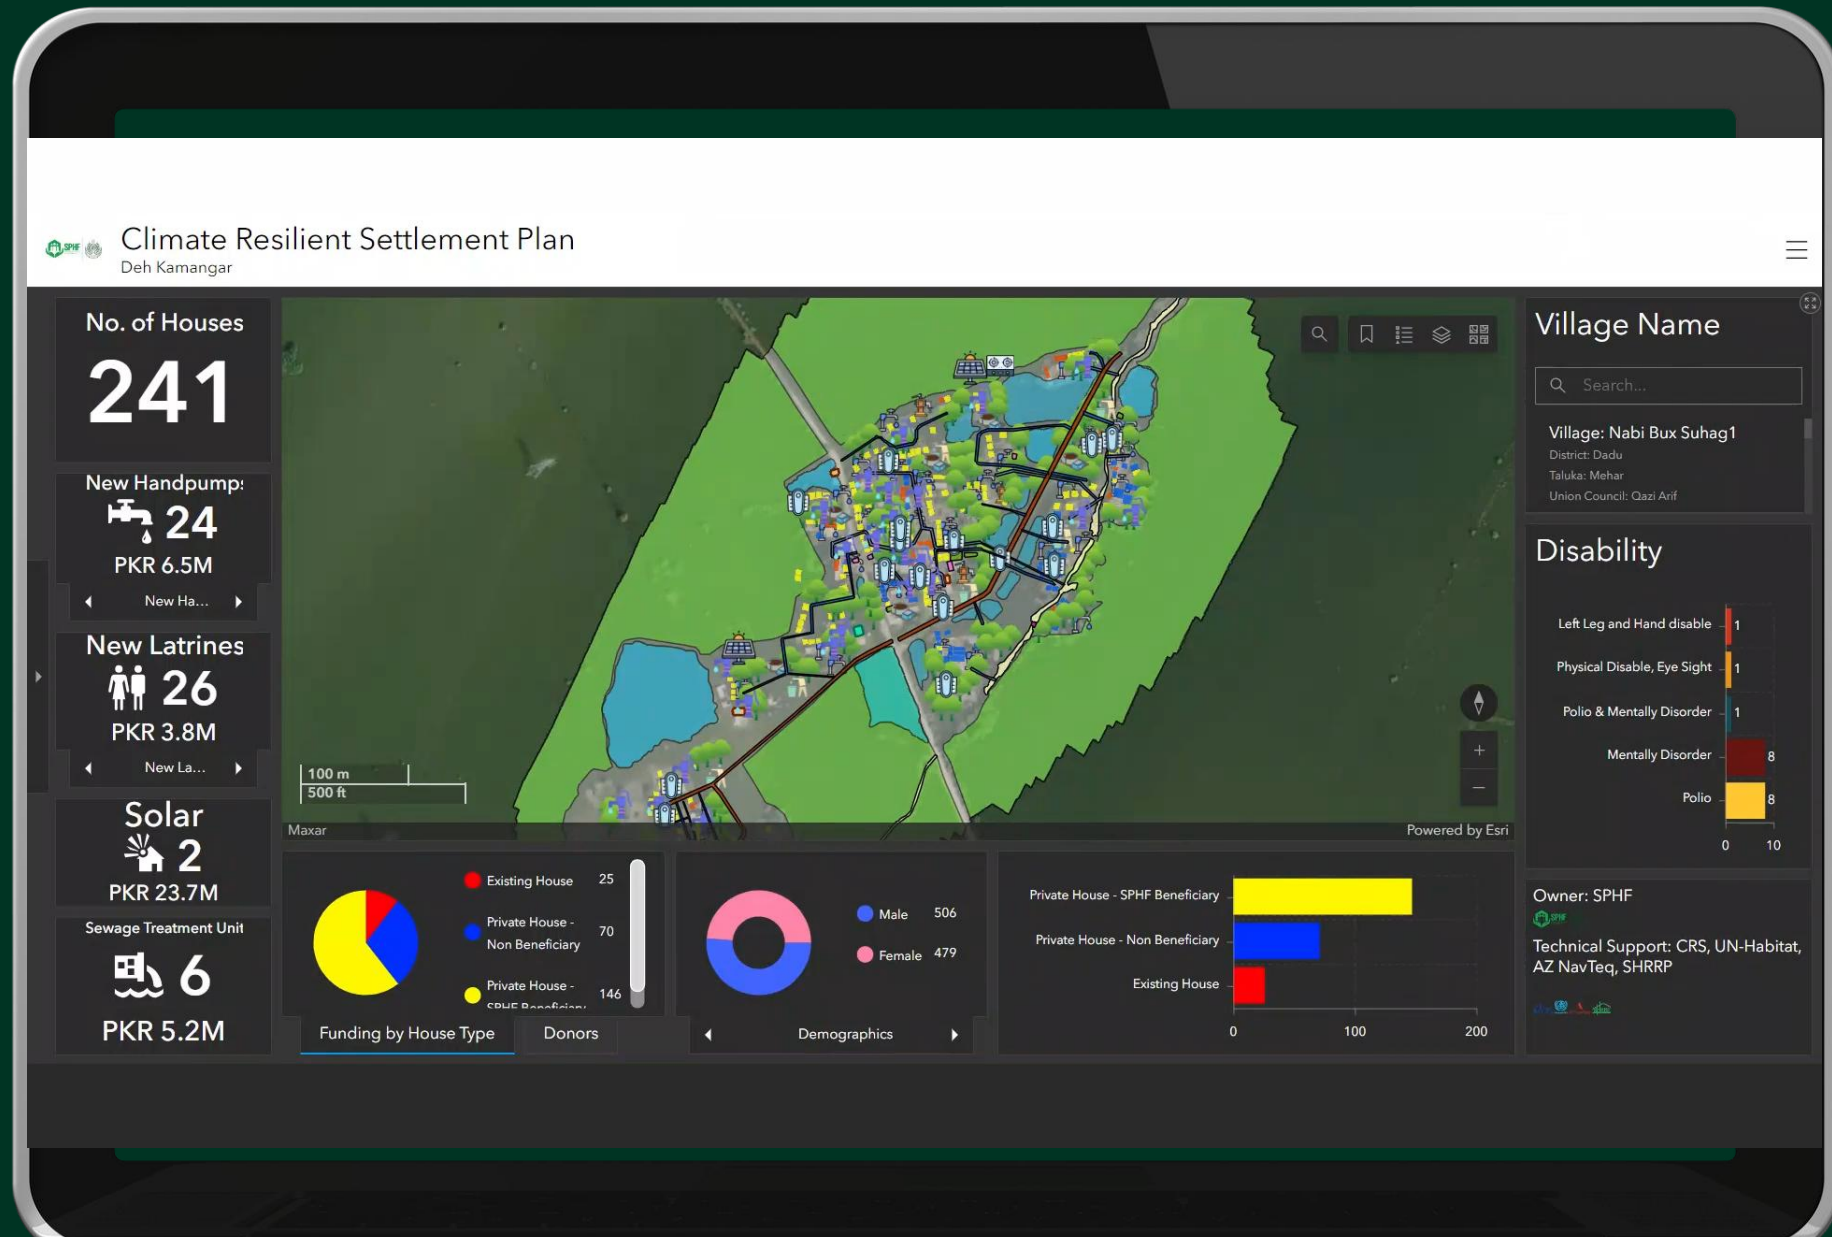 SPHF
Climate Resilient Settlement Plan
Deh Kamangar
No. of Houses
241
New Handpump
24
PKR 6.5M
New Ha...
New Latrines
26
PKR 3.8M
New La...
Solar
2
PKR 23.7M
Sewage Treatment Unit
6
PKR 5.2M
100 m
500 ft
Maxar
Powered by Esri
Existing House 25
Private House -
Non Beneficiary 70
Private House -
SPHF Beneficiary 146
Funding by House Type
Donors
Male 506
Female 479
Demographics
Private House - SPHF Beneficiary
Private House - Non Beneficiary
Existing House
0 100 200
Village Name
Search...
Village: Nabi Bux Suhag1
District: Dadu
Taluka: Mehar
Union Council: Qazi Arif
Disability
Left Leg and Hand disable 1
Physical Disable, Eye Sight 1
Polio & Mentally Disorder 1
Mentally Disorder 8
Polio 8
0 10
Owner: SPHF
SPHF
Technical Support: CRS, UN-Habitat,
AZ NavTeq, SHRRP